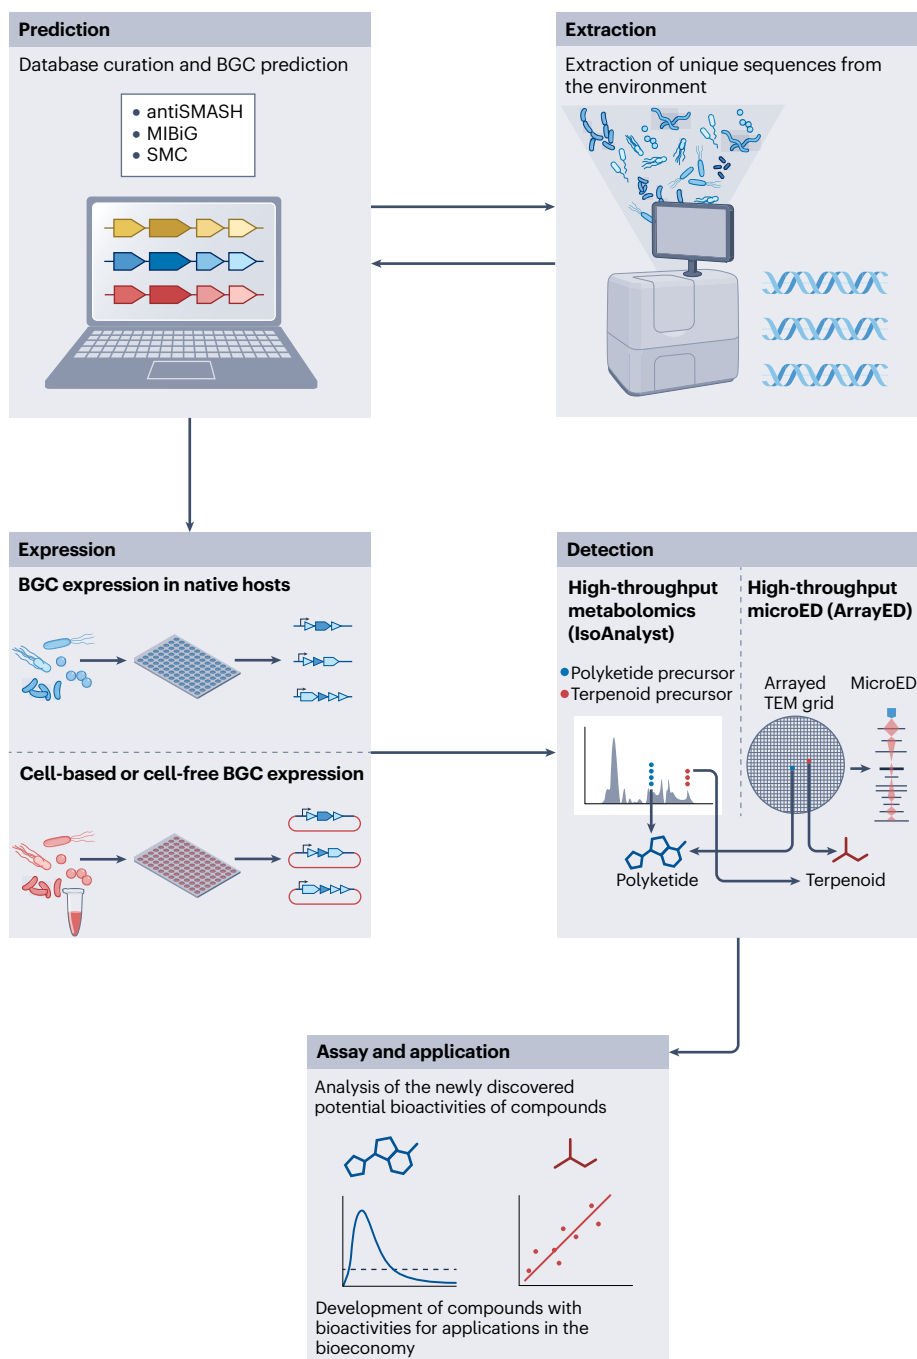 Prediction
Database curation and BGC prediction
• antiSMASH
• MIBiG
• SMC
Extraction
Extraction of unique sequences from
the environment
Expression
BGC expression in native hosts
Cell-based or cell-free BGC expression
Detection
High-throughput
metabolomics
(IsoAnalyst)
Polyketide precursor
Terpenoid precursor
High-throughput
microED (ArrayED)
Arrayed
TEM grid
MicroED
Polyketide
Terpenoid
Assay and application
Analysis of the newly discovered
potential bioactivities of compounds
Development of compounds with
bioactivities for applications in the
bioeconomy